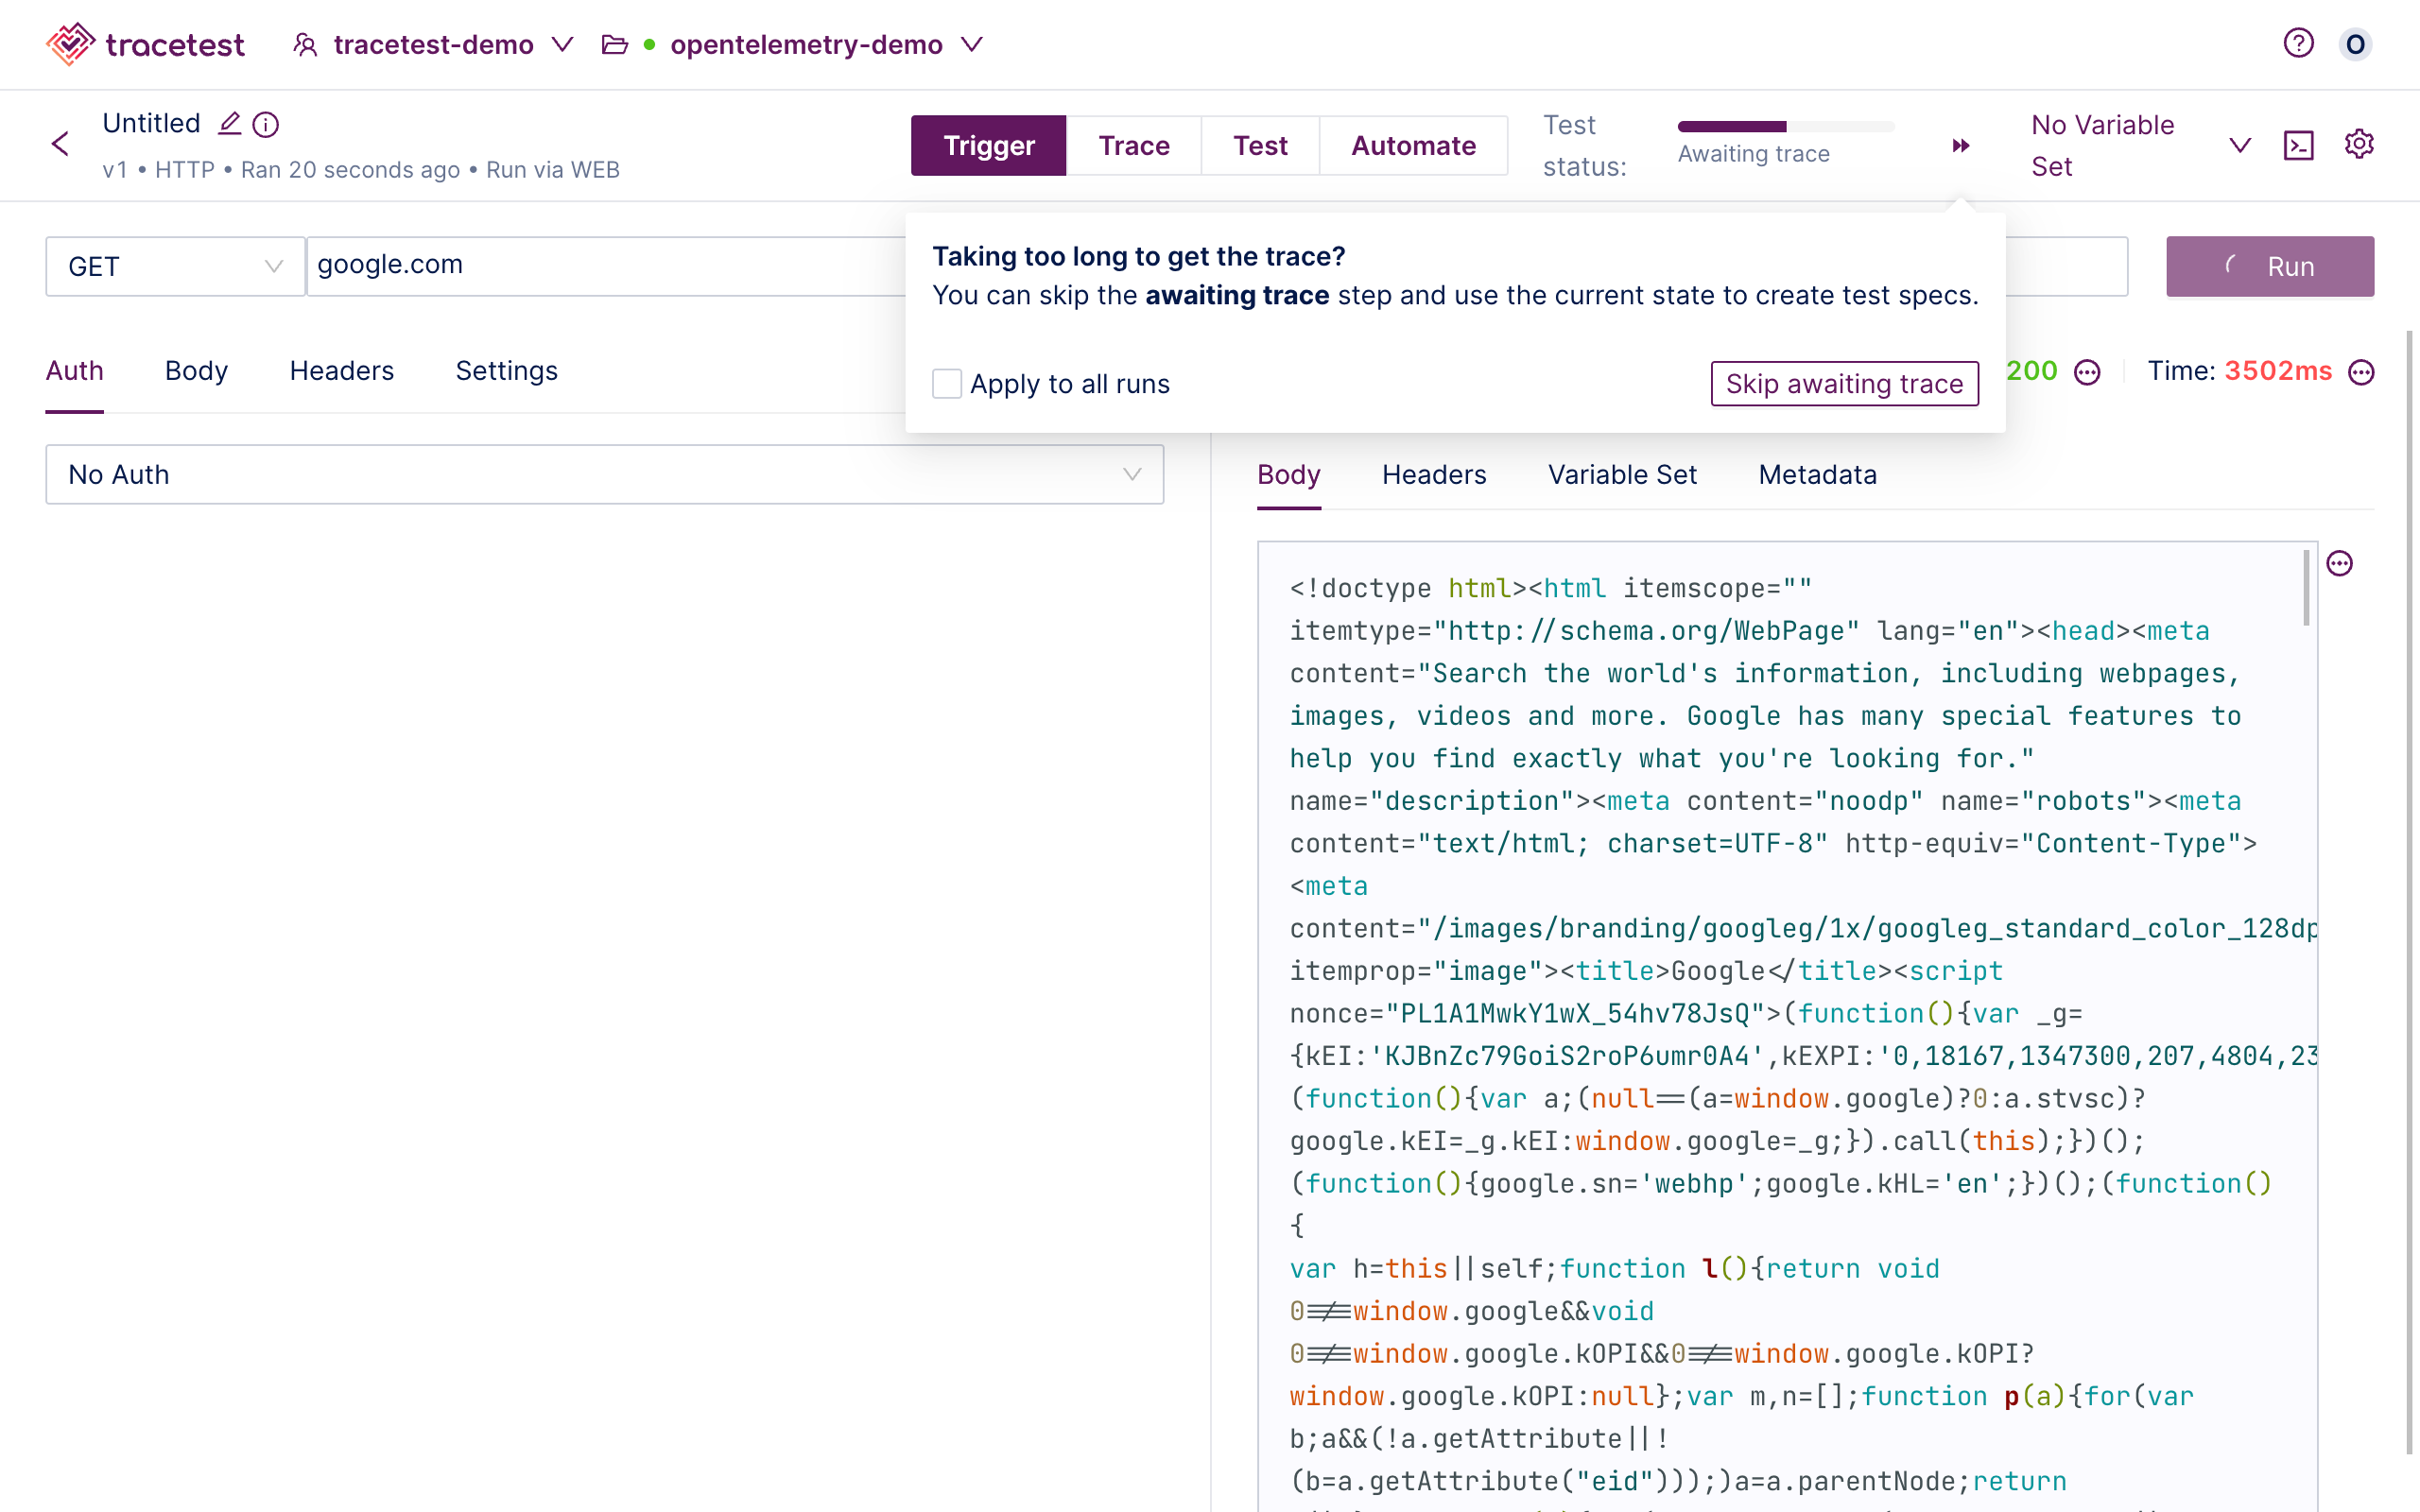 tracetest
tracetest-demo
opentelemetry-demo
O
Untitled
v1 • HTTP • Ran 20 seconds ago • Run via WEB
Trigger
Trace
Test
Automate
Test
status:
Awaiting trace
No Variable
Set
GET
google.com
Run
Taking too long to get the trace?
You can skip the awaiting trace step and use the current state to create test specs.
Apply to all runs
Skip awaiting trace
Auth
Body
Headers
Settings
200
Time: 3502ms
No Auth
Body
Headers
Variable Set
Metadata
<!doctype html><html itemscope=""
itemtype="http://schema.org/WebPage" lang="en"><head><meta
content="Search the world's information, including webpages,
images, videos and more. Google has many special features to
help you find exactly what you're looking for."
name="description"><meta content="noodp" name="robots"><meta
content="text/html; charset=UTF-8" http-equiv="Content-Type">
<meta
content="/images/branding/googleg/1x/googleg_standard_color_128dp
itemprop="image"><title>Google</title><script
nonce="PL1A1MwkY1wX_54hv78JsQ">(function(){var _g=
{kEI:'KJBnZc79GoiS2roP6umr0A4',kEXPI:'0,18167,1347300,207,4804,23
(function(){var a;(null==(a=window.google)?0:a.stvsc)?
google.kEI=_g.kEI:window.google=_g;}).call(this);})();
(function(){google.sn='webhp';google.kHL='en';})();(function()
{
var h=this||self;function l(){return void
0!==window.google&&void
0!==window.google.kOPI&&0!==window.google.kOPI?
window.google.kOPI:null};var m,n=[];function p(a){for(var
b;a&&(!a.getAttribute||!
(b=a.getAttribute("eid")));)a=a.parentNode;return